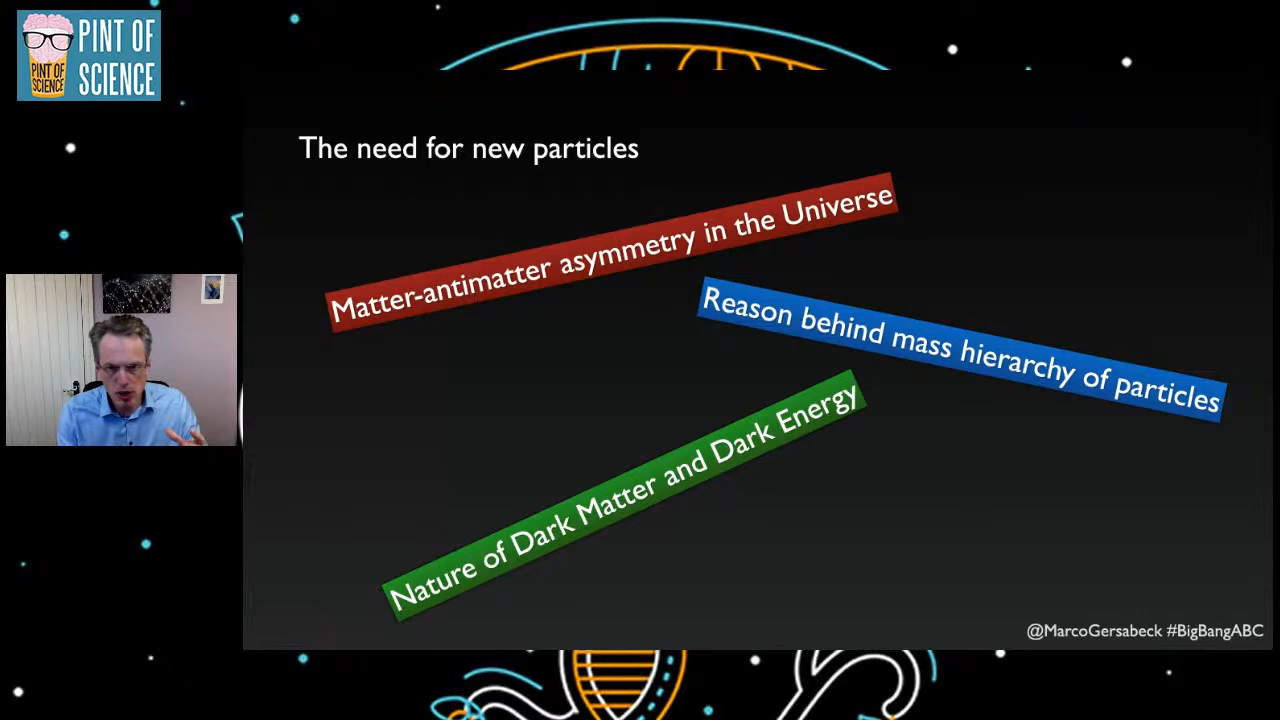 PINT OF
SCIENCE
PINT OF
SCIENCE
The need for new particles
Matter-antimatter asymmetry in the Universe
Reason behind mass hierarchy of particles
Nature of Dark Matter and Dark Energy
@MarcoGersabeck #BigBangABC